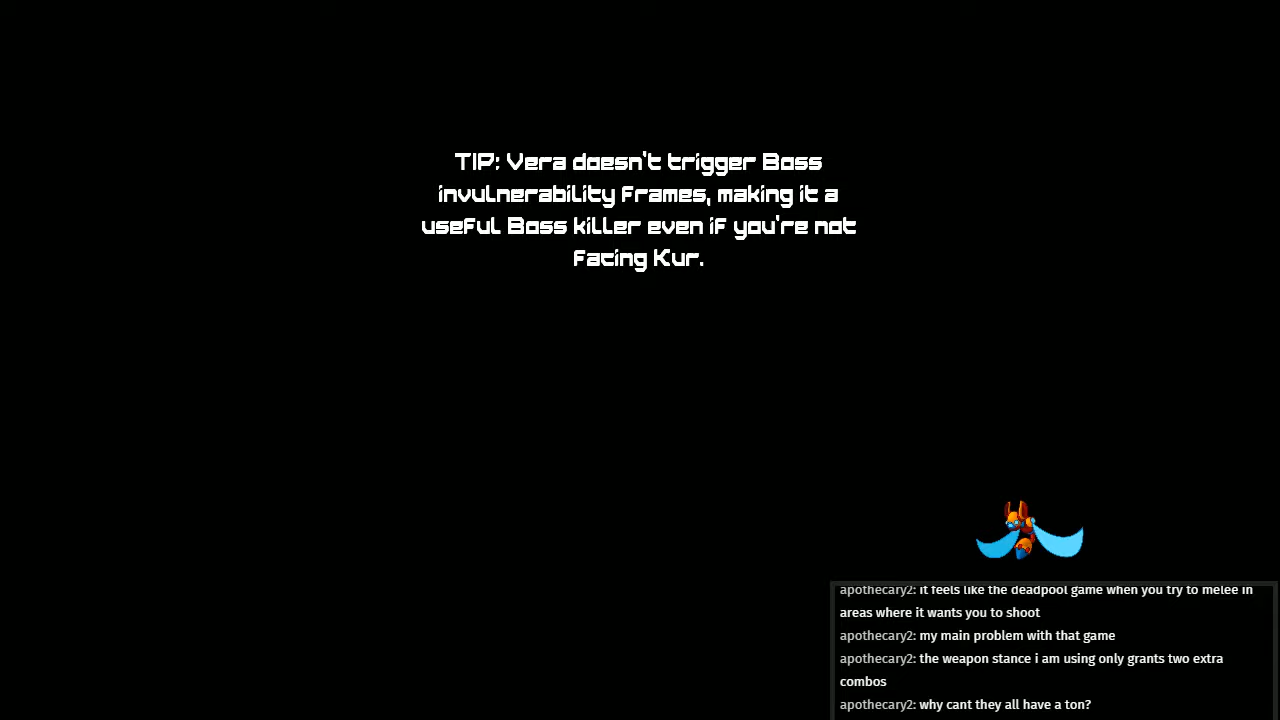 TIP: Vera doesn't trigger Boss
invulnerability frames, making it a
useful Boss killer even if you're not
facing Kur.
apothecary2: it feels like the deadpool game when you try to melee in
areas where it wants you to shoot
apothecary2: my main problem with that game
apothecary2: the weapon stance i am using only grants two extra
combos
apothecary2: why cant they all have a ton?